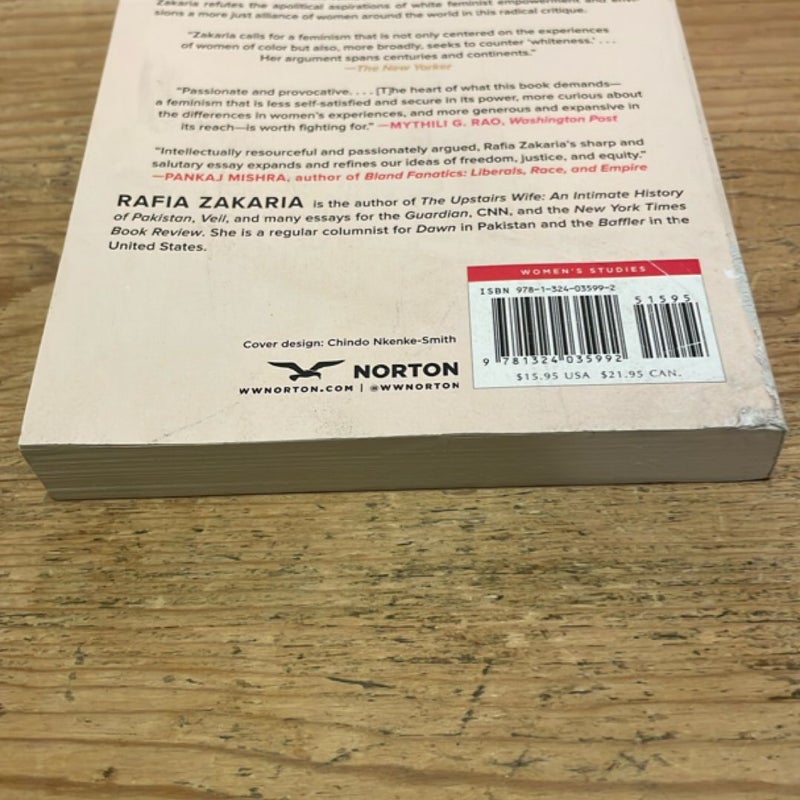 Zakaria refutes the apolitical aspirations of white feminist empowerment and envi-
sions a more just alliance of women around the world in this radical critique.
"Zakaria calls for a feminism that is not only centered on the experiences
of women of color but also, more broadly, seeks to counter 'whiteness.' . . .
Her argument spans centuries and continents."
—The New Yorker
"Passionate and provocative. . . . [T]he heart of what this book demands—
a feminism that is less self-satisfied and secure in its power, more curious about
the differences in women's experiences, and more generous and expansive in
its reach—is worth fighting for." —MYTHILI G. RAO, Washington Post
"Intellectually resourceful and passionately argued, Rafia Zakaria's sharp and
salutary essay expands and refines our ideas of freedom, justice, and equity."
—PANKAJ MISHRA, author of Bland Fanatics: Liberals, Race, and Empire
RAFIA ZAKARIA is the author of The Upstairs Wife: An Intimate History
of Pakistan, Veil, and many essays for the Guardian, CNN, and the New York Times
Book Review. She is a regular columnist for Dawn in Pakistan and the Baffler in the
United States.
WOMEN'S STUDIES
ISBN 978-1-324-03599-2
51595
9 781324 035992
$15.95 USA $21.95 CAN.
Cover design: Chindo Nkenke-Smith
NORTON
WWNORTON.COM | @WWNORTON